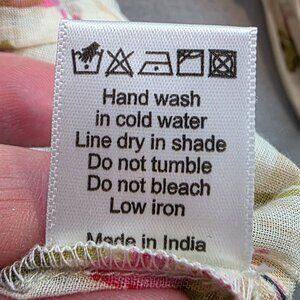 Hand wash
in cold water
Line dry in shade
Do not tumble
Do not bleach
Low iron
Made in India